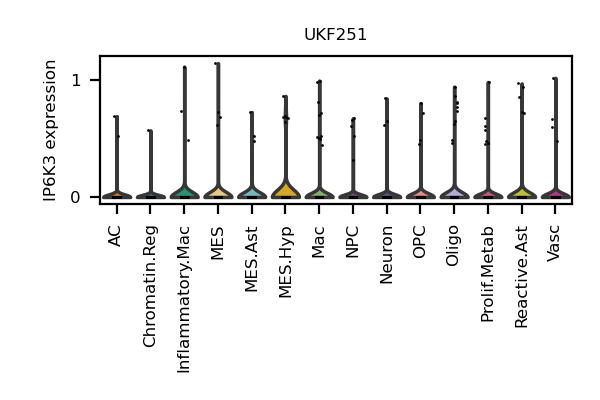 UKF251
IP6K3 expression
1
0
AC
Chromatin.Reg
Inflammatory.Mac
MES
MES.Ast
MES.Hyp
Mac
NPC
Neuron
OPC
Oligo
Prolif.Metab
Reactive.Ast
Vasc